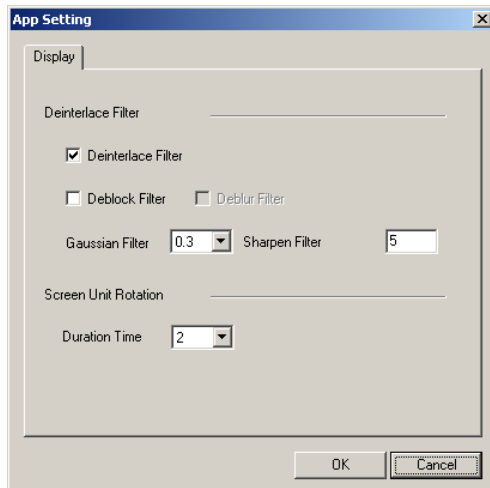 App Setting
Display
Deinterlace Filter
Deinterlace Filter
Deblock Filter Deblur Filter
Gaussian Filter 0.3 Sharpen Filter 5
Screen Unit Rotation
Duration Time 2
OK Cancel